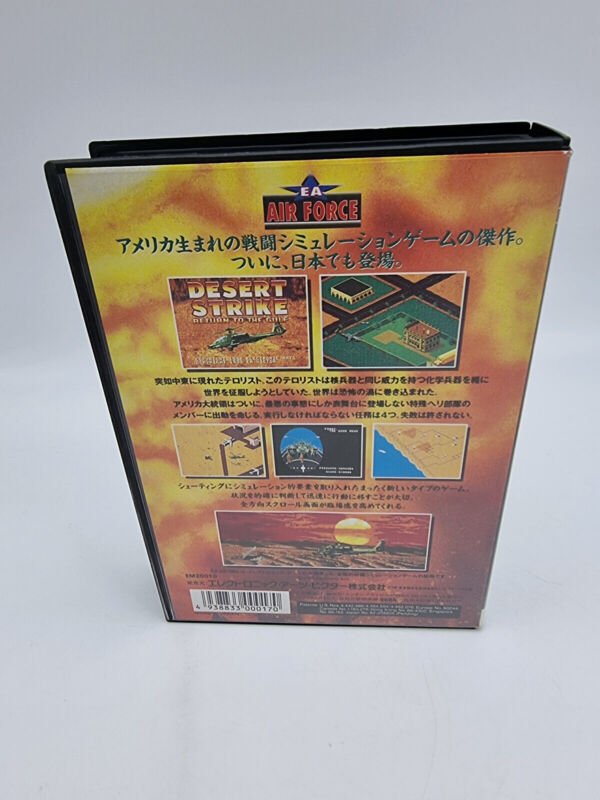 EA
AIR FORCE
アメリカ生まれの戦闘シミュレーションゲームの傑作。
ついに、日本でも登場。
DESERT
STRIKE
RETURN TO THE GULF
突如中東に現れたテロリスト、このテロリストは核兵器と同じ威力を持つ化学兵器を楯に
世界を征服しようとしていた。世界は恐怖の渦に巻き込まれた。
アメリカ大統領はついに、最悪の事態にしか表舞台に登場しない特殊ヘリ部隊の
メンバーに出動を命じる。実行しなければならない任務は4つ、失敗は許されない。
シューティングにシミュレーション的要素を取り入れたまったく新しいタイプのゲーム。
状況を的確に判断して迅速に行動に移すことが大切。
全方向スクロール画面が臨場感を高めてくれる。
EM20010
発売元 エレクトロニック・アーツ・ビクター株式会社
4 938833 000170